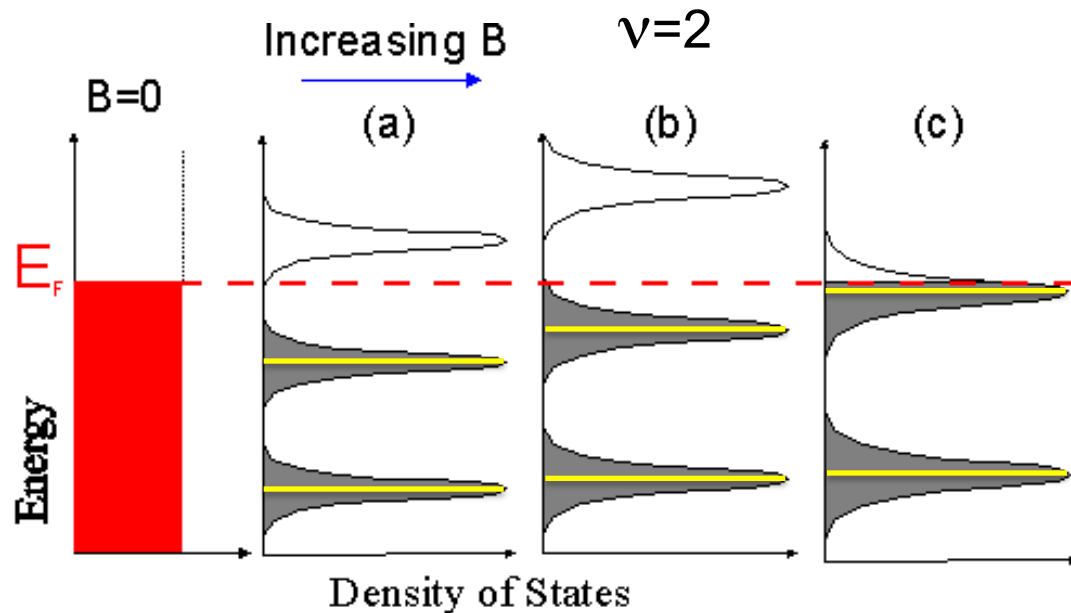 Increasing B
ν=2
B=0
(a)
(b)
(c)
E_F
Energy
Density of States